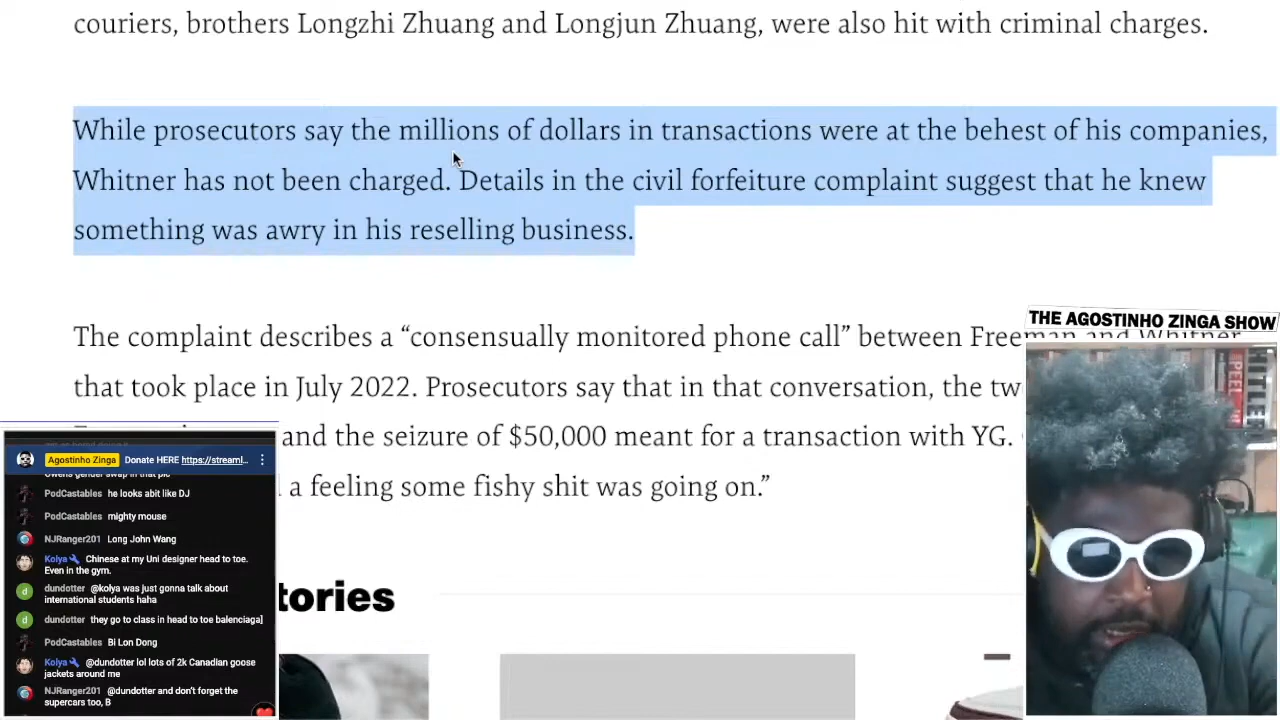 couriers, brothers Longzhi Zhuang and Longjun Zhuang, were also hit with criminal charges.
While prosecutors say the millions of dollars in transactions were at the behest of his companies,
Whitner has not been charged. Details in the civil forfeiture complaint suggest that he knew
something was awry in his reselling business.
THE AGOSTINHO ZINGA SHOW
The complaint describes a “consensually monitored phone call” between Freeman and Whitner
that took place in July 2022. Prosecutors say that in that conversation, the tw
and the seizure of $50,000 meant for a transaction with YG.
a feeling some fishy shit was going on.”
tories
Agostinho Zinga Donate HERE https://streaml...
Owens gender swap in that pic
PodCastables he looks abit like DJ
PodCastables mighty mouse
NJRanger201 Long John Wang
Kolya Chinese at my Uni designer head to toe.
Even in the gym.
dundotter @kolya was just gonna talk about
international students haha
dundotter they go to class in head to toe balenciaga]
PodCastables Bi Lon Dong
Kolya @dundotter lol lots of 2k Canadian goose
jackets around me
NJRanger201 @dundotter and don't forget the
supercars too, B